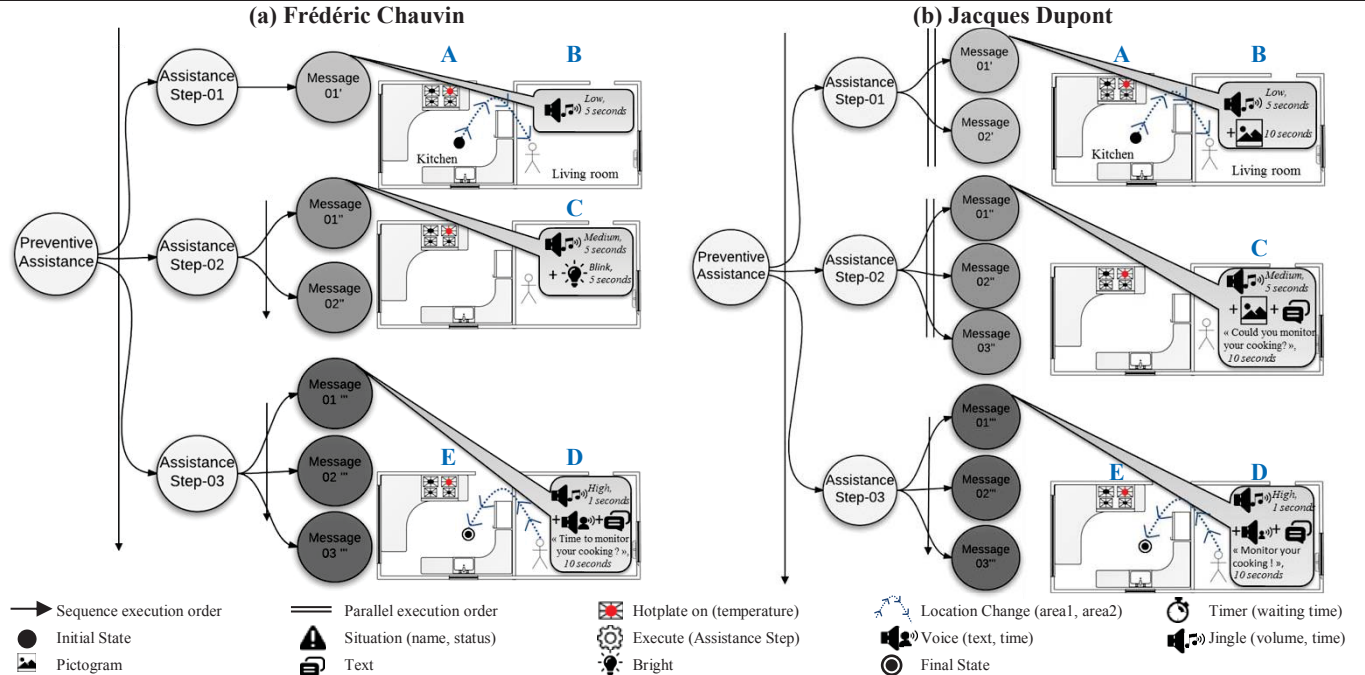 (a) Frédéric Chauvin
Preventive
Assistance
Assistance
Step-01
Message
01'
A
B
Low,
5 seconds
Kitchen
Living room
Assistance
Step-02
Message
01"
Message
02"
C
Medium,
5 seconds
+
Blink,
5 seconds
Assistance
Step-03
Message
01 '"
Message
02 '"
Message
03 '"
E
D
High,
1 seconds
+ +
« Time to monitor
your cooking ? »,
10 seconds
(b) Jacques Dupont
Preventive
Assistance
Assistance
Step-01
Message
01'
Message
02'
A
B
Low,
5 seconds
+ 10 seconds
Kitchen
Living room
Assistance
Step-02
Message
01"
Message
02"
Message
03"
C
Medium,
5 seconds
+ +
« Could you monitor
your cooking? »,
10 seconds
Assistance
Step-03
Message
01'"
Message
02'"
Message
03'"
E
D
High,
1 seconds
+ +
« Monitor your
cooking ! »,
10 seconds
Sequence execution order
Parallel execution order
Hotplate on (temperature)
Location Change (area1, area2)
Timer (waiting time)
Initial State
Situation (name, status)
Execute (Assistance Step)
Voice (text, time)
Jingle (volume, time)
Pictogram
Text
Bright
Final State